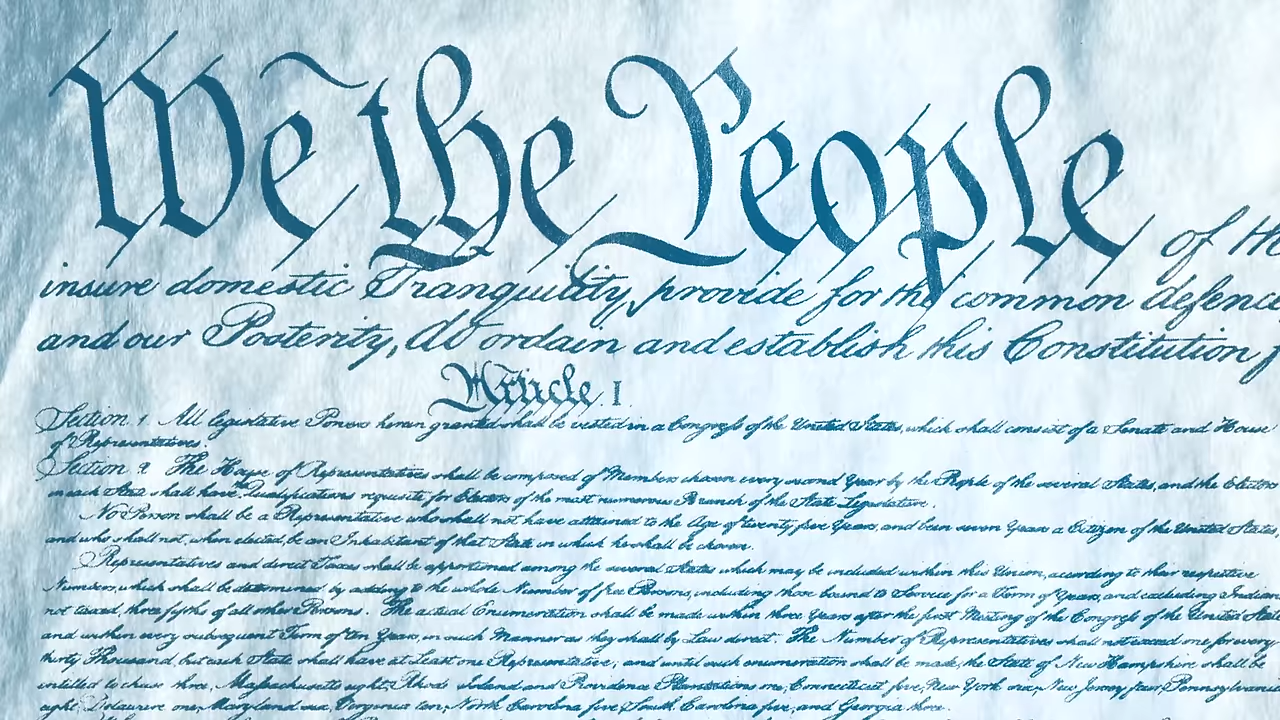 We the People of the
insure domestic Tranquility, provide for the common defence
and our Posterity, do ordain and establish this Constitution f
Article. I.
Section. 1. All legislative Powers herein granted shall be vested in a Congress of the United States, which shall consist of a Senate and House
of Representatives.
Section. 2. The House of Representatives shall be composed of Members chosen every second Year by the People of the several States, and the Electors
in each State shall have the Qualifications requisite for Electors of the most numerous Branch of the State Legislature.
No Person shall be a Representative who shall not have attained to the Age of twenty five Years, and been seven Years a Citizen of the United States,
and who shall not, when elected, be an Inhabitant of that State in which he shall be chosen.
Representatives and direct Taxes shall be apportioned among the several States which may be included within this Union, according to their respective
Numbers, which shall be determined by adding to the whole Number of free Persons, including those bound to Service for a Term of Years, and excluding Indians
not taxed, three fifths of all other Persons. The actual Enumeration shall be made within three Years after the first Meeting of the Congress of the United States,
and within every subsequent Term of ten Years, in such Manner as they shall by Law direct. The Number of Representatives shall not exceed one for every
thirty Thousand, but each State shall have at Least one Representative; and until such enumeration shall be made, the State of New Hampshire shall be
entitled to chuse three, Massachusetts eight, Rhode Island and Providence Plantations one, Connecticut five, New York six, New Jersey four, Pennsylvania
eight, Delaware one, Maryland six, Virginia ten, North Carolina five, South Carolina five, and Georgia three.